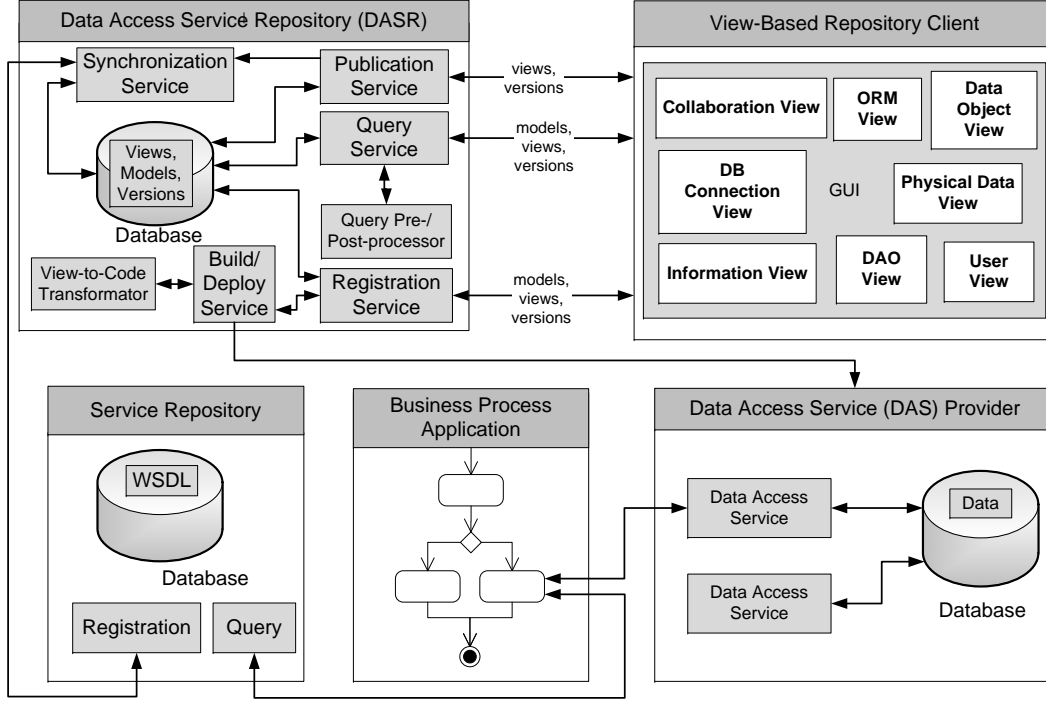 Data Access Service Repository (DASR)
Synchronization
Service
Publication
Service
Query
Service
Views,
Models,
Versions
Database
Query Pre-/
Post-processor
View-to-Code
Transformator
Build/
Deploy
Service
Registration
Service
views,
versions
models,
views,
versions
models,
views,
versions
View-Based Repository Client
Collaboration View
ORM
View
Data
Object
View
DB
Connection
View
GUI
Physical Data
View
Information View
DAO
View
User
View
Service Repository
WSDL
Database
Registration
Query
Business Process
Application
Data Access Service (DAS) Provider
Data Access
Service
Data
Data Access
Service
Database